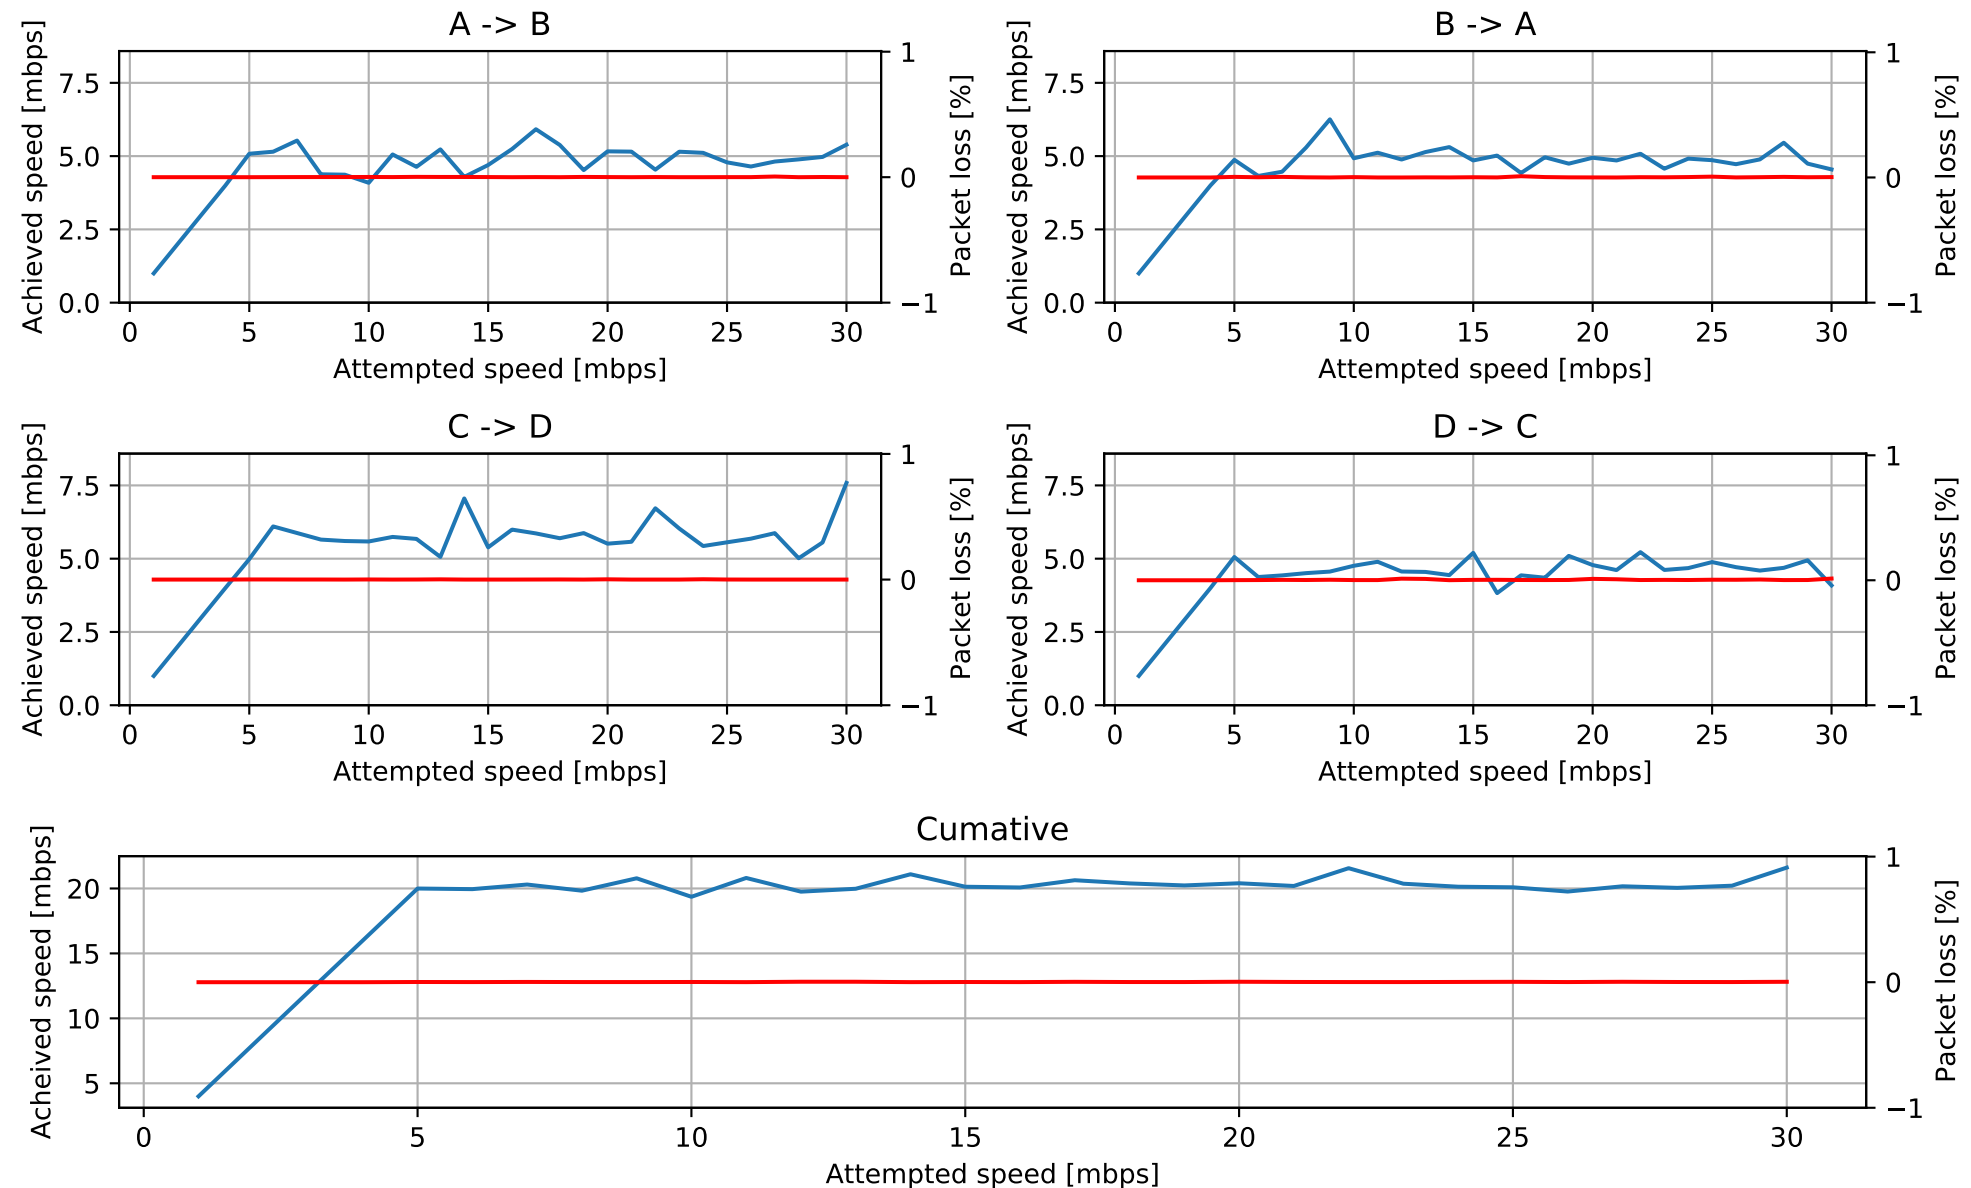 A -> B
Achieved speed [mbps]
7.5
5.0
2.5
0.0
0 5 10 15 20 25 30
Attempted speed [mbps]
1
0
−1
Packet loss [%]
B -> A
Achieved speed [mbps]
7.5
5.0
2.5
0.0
0 5 10 15 20 25 30
Attempted speed [mbps]
1
0
−1
Packet loss [%]
C -> D
Achieved speed [mbps]
7.5
5.0
2.5
0.0
0 5 10 15 20 25 30
Attempted speed [mbps]
1
0
−1
Packet loss [%]
D -> C
Achieved speed [mbps]
7.5
5.0
2.5
0.0
0 5 10 15 20 25 30
Attempted speed [mbps]
1
0
−1
Packet loss [%]
Cumative
Acheived speed [mbps]
20
15
10
5
0 5 10 15 20 25 30
Attempted speed [mbps]
1
0
−1
Packet loss [%]